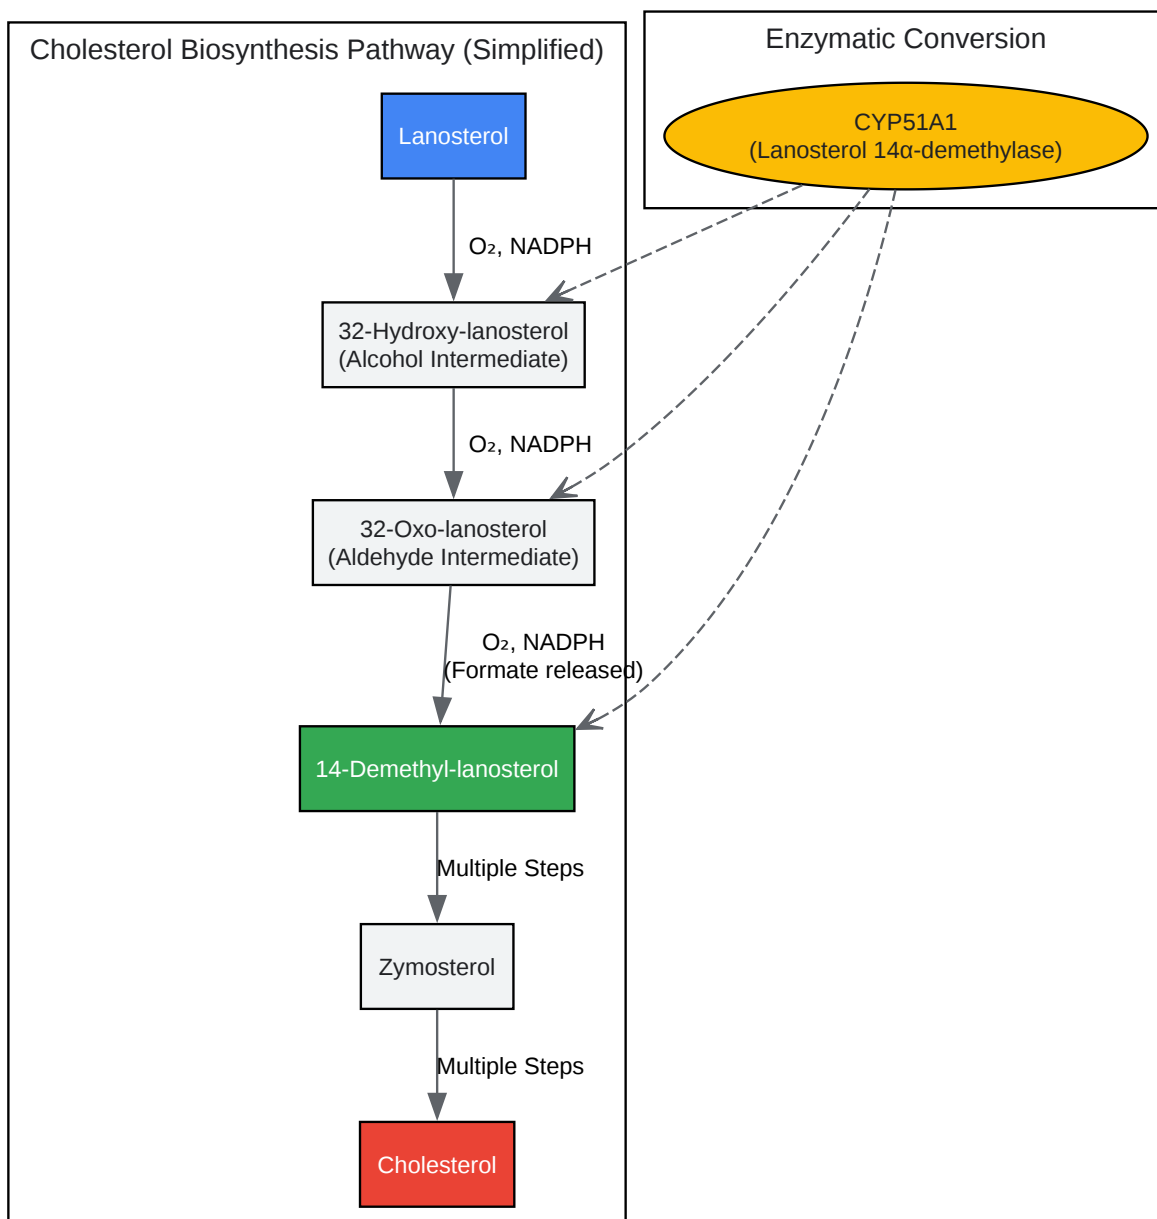 Cholesterol Biosynthesis Pathway (Simplified)
Lanosterol
O₂, NADPH
32-Hydroxy-lanosterol
(Alcohol Intermediate)
O₂, NADPH
32-Oxo-lanosterol
(Aldehyde Intermediate)
O₂, NADPH
(Formate released)
14-Demethyl-lanosterol
Multiple Steps
Zymosterol
Multiple Steps
Cholesterol
Enzymatic Conversion
CYP51A1
(Lanosterol 14α-demethylase)